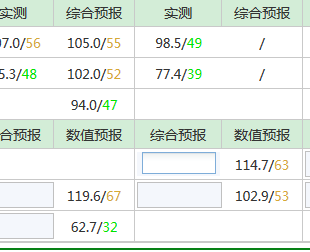 实测 综合预报 实测 综合预报
7.0/56 105.0/55 98.5/49 /
5.3/48 102.0/52 77.4/39 /
94.0/47
合预报 数值预报 综合预报 数值预报
114.7/63
119.6/67 102.9/53
62.7/32